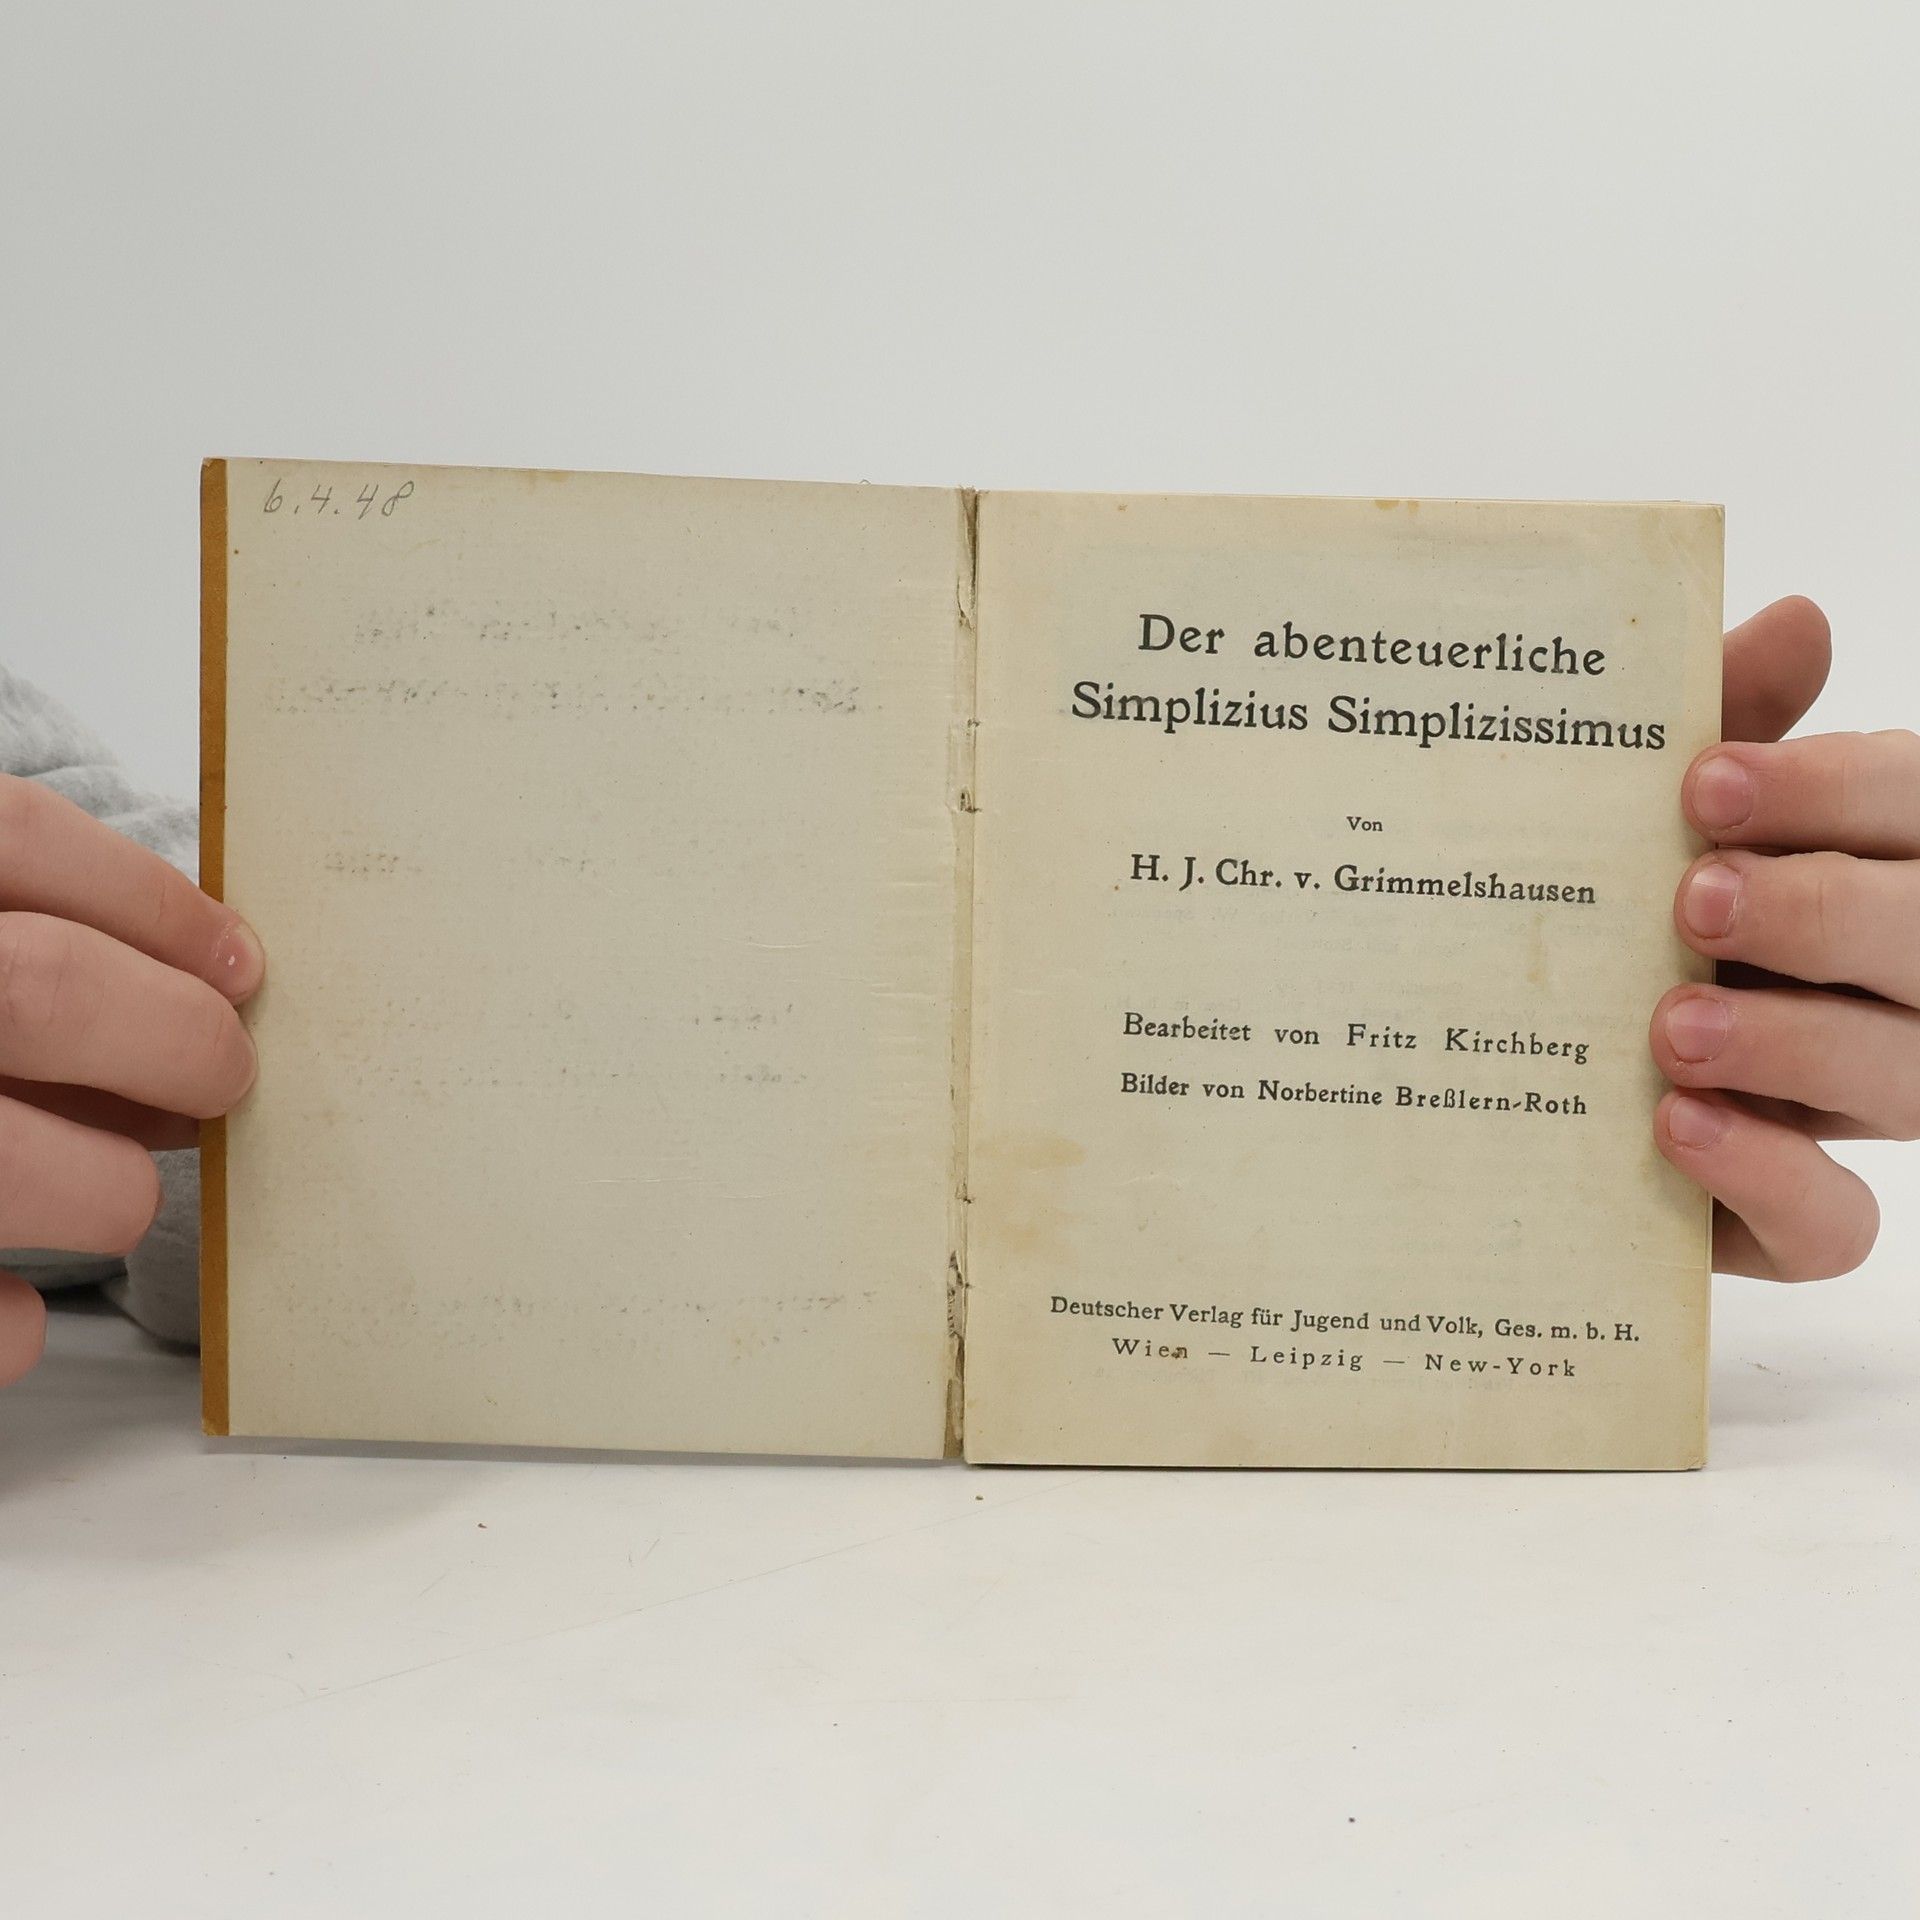 6.4.48
Der abenteuerliche
Simplizius Simplizissimus
Von
H. J. Chr. v. Grimmelshausen
Bearbeitet von Fritz Kirchberg
Bilder von Norbertine Breßlern-Roth
Deutscher Verlag für Jugend und Volk, Ges. m. b. H.
Wien — Leipzig — New-York